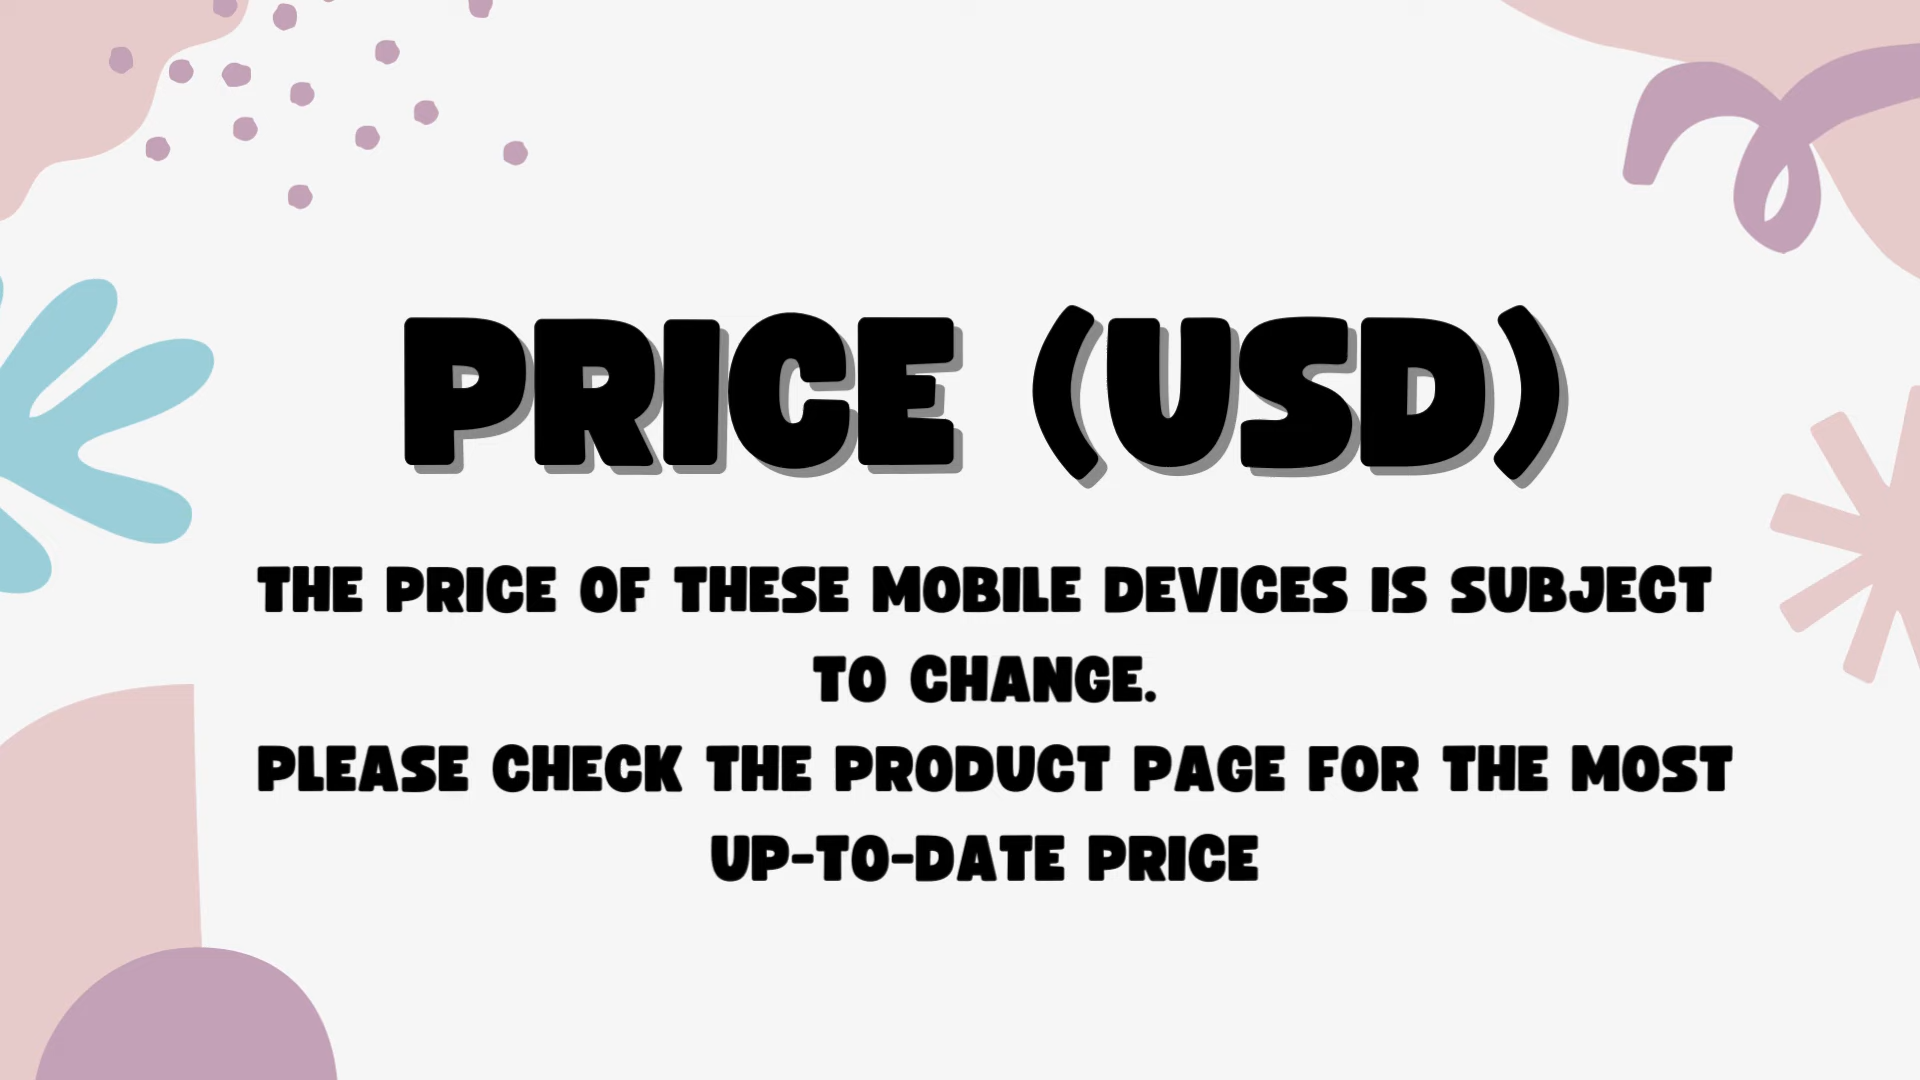 PRICE (USD)
THE PRICE OF THESE MOBILE DEVICES IS SUBJECT
TO CHANGE.
PLEASE CHECK THE PRODUCT PAGE FOR THE MOST
UP-TO-DATE PRICE